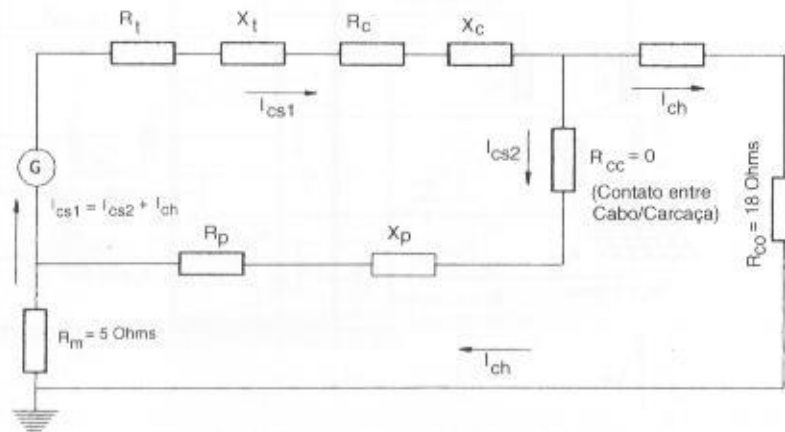 Rt Xt Rc Xc
Ics1
Ich
Ics2
Rcc = 0
(Contato entre
Cabo/Carcaça)
Rco = 18 Ohms
G
Ics1 = Ics2 + Ich
Rp Xp
Rm = 5 Ohms
Ich